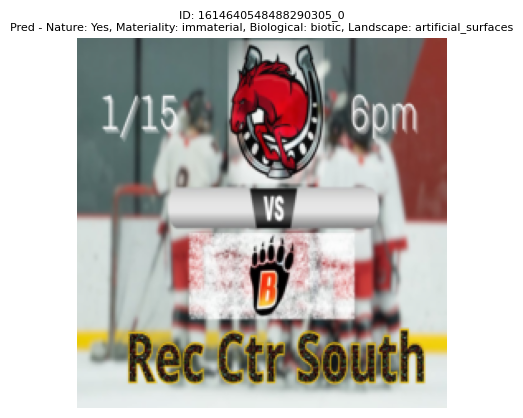 ID: 1614640548488290305_0
Pred - Nature: Yes, Materiality: immaterial, Biological: biotic, Landscape: artificial_surfaces
1/15 6pm
VS
B
Rec Ctr South